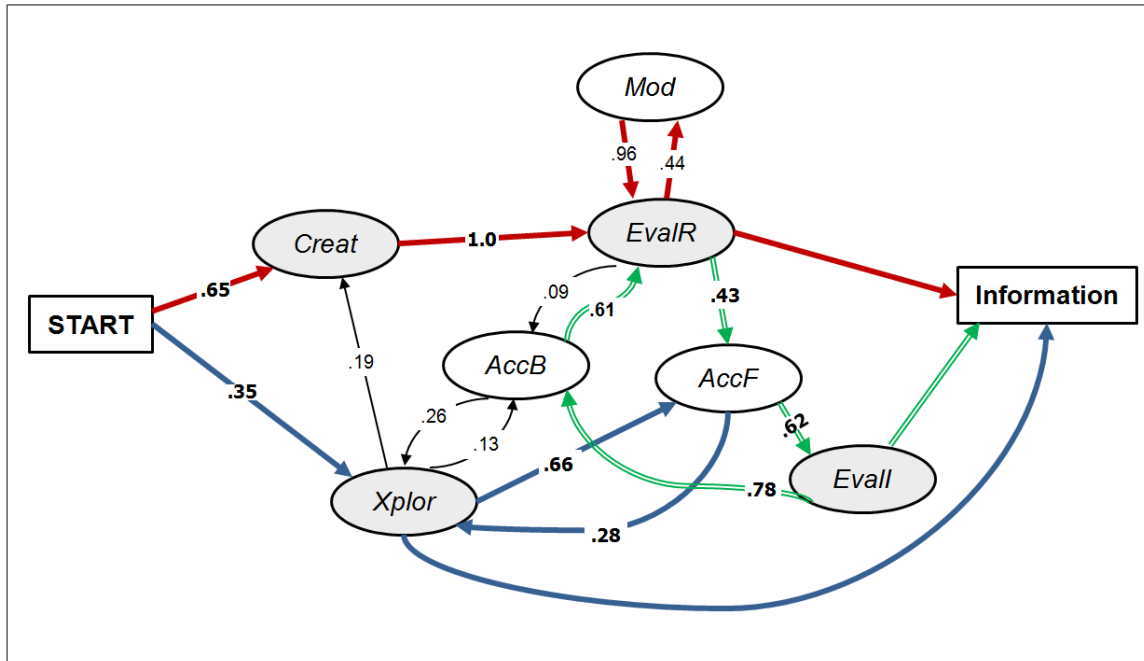 Mod
.96
.44
Creat
1.0
EvalR
.65
START
Information
.09
.61
.43
.35
.19
AccB
AccF
.26
.13
.62
.66
Xplor
.78
EvalI
.28